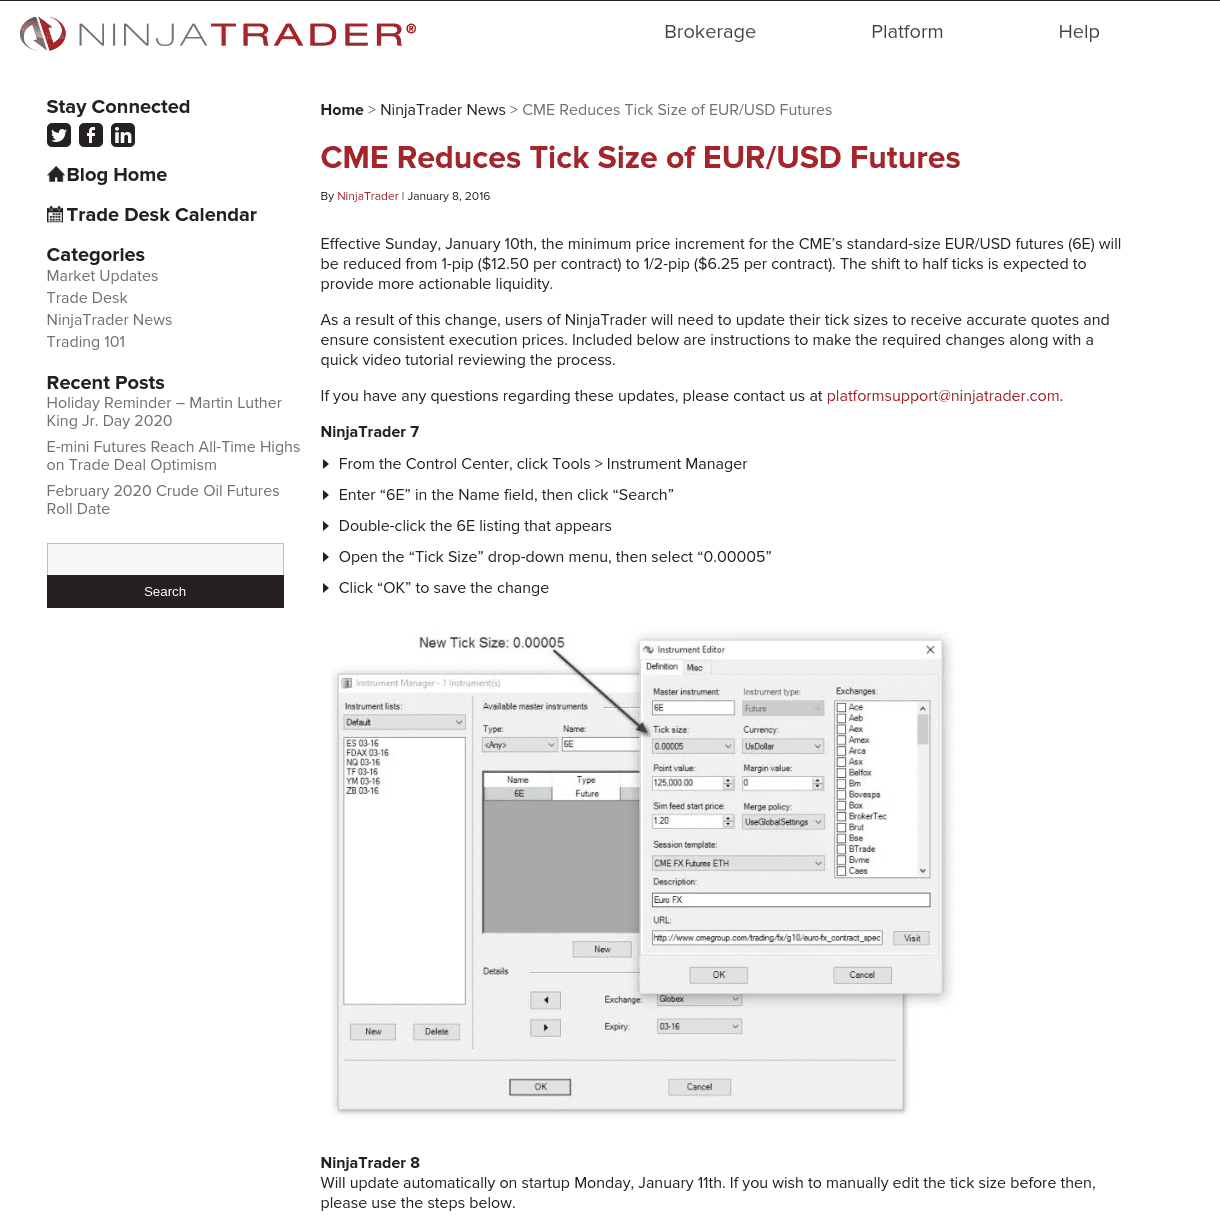 NINJATRADER®
Brokerage
Platform
Help
Stay Connected
Blog Home
Trade Desk Calendar
Categories
Market Updates
Trade Desk
NinjaTrader News
Trading 101
Recent Posts
Holiday Reminder – Martin Luther
King Jr. Day 2020
E-mini Futures Reach All-Time Highs
on Trade Deal Optimism
February 2020 Crude Oil Futures
Roll Date
Search
Home > NinjaTrader News > CME Reduces Tick Size of EUR/USD Futures
CME Reduces Tick Size of EUR/USD Futures
By NinjaTrader | January 8, 2016
Effective Sunday, January 10th, the minimum price increment for the CME’s standard-size EUR/USD futures (6E) will
be reduced from 1-pip ($12.50 per contract) to 1/2-pip ($6.25 per contract). The shift to half ticks is expected to
provide more actionable liquidity.
As a result of this change, users of NinjaTrader will need to update their tick sizes to receive accurate quotes and
ensure consistent execution prices. Included below are instructions to make the required changes along with a
quick video tutorial reviewing the process.
If you have any questions regarding these updates, please contact us at platformsupport@ninjatrader.com.
NinjaTrader 7
From the Control Center, click Tools > Instrument Manager
Enter “6E” in the Name field, then click “Search”
Double-click the 6E listing that appears
Open the “Tick Size” drop-down menu, then select “0.00005”
Click “OK” to save the change
New Tick Size: 0.00005
Instrument Manager - 1 Instrument(s)
Instrument lists:
Default
ES 03-16
FDAX 03-16
NQ 03-16
TF 03-16
YM 03-16
ZB 03-16
New
Delete
Available master instruments
Type:
Name:
<Any>
6E
Name
Type
6E
Future
New
Details
Exchange:
Globex
Expiry:
03-16
OK
Cancel
Instrument Editor
Definition
Misc
Master instrument:
Instrument type:
6E
Future
Tick size:
Currency:
0.00005
UsDollar
Point value:
Margin value:
125,000.00
0
Sim feed start price:
Merge policy:
1.20
UseGlobalSettings
Session template:
CME FX Futures ETH
Description:
Euro FX
URL:
http://www.cmegroup.com/trading/fx/g10/euro-fx_contract_spec
Visit
Exchanges:
Ace
Aeb
Aex
Amex
Arca
Asx
Belfox
Bm
Bovespa
Box
BrokerTec
Brut
Bse
BTrade
Bvme
Caes
OK
Cancel
NinjaTrader 8
Will update automatically on startup Monday, January 11th. If you wish to manually edit the tick size before then,
please use the steps below.